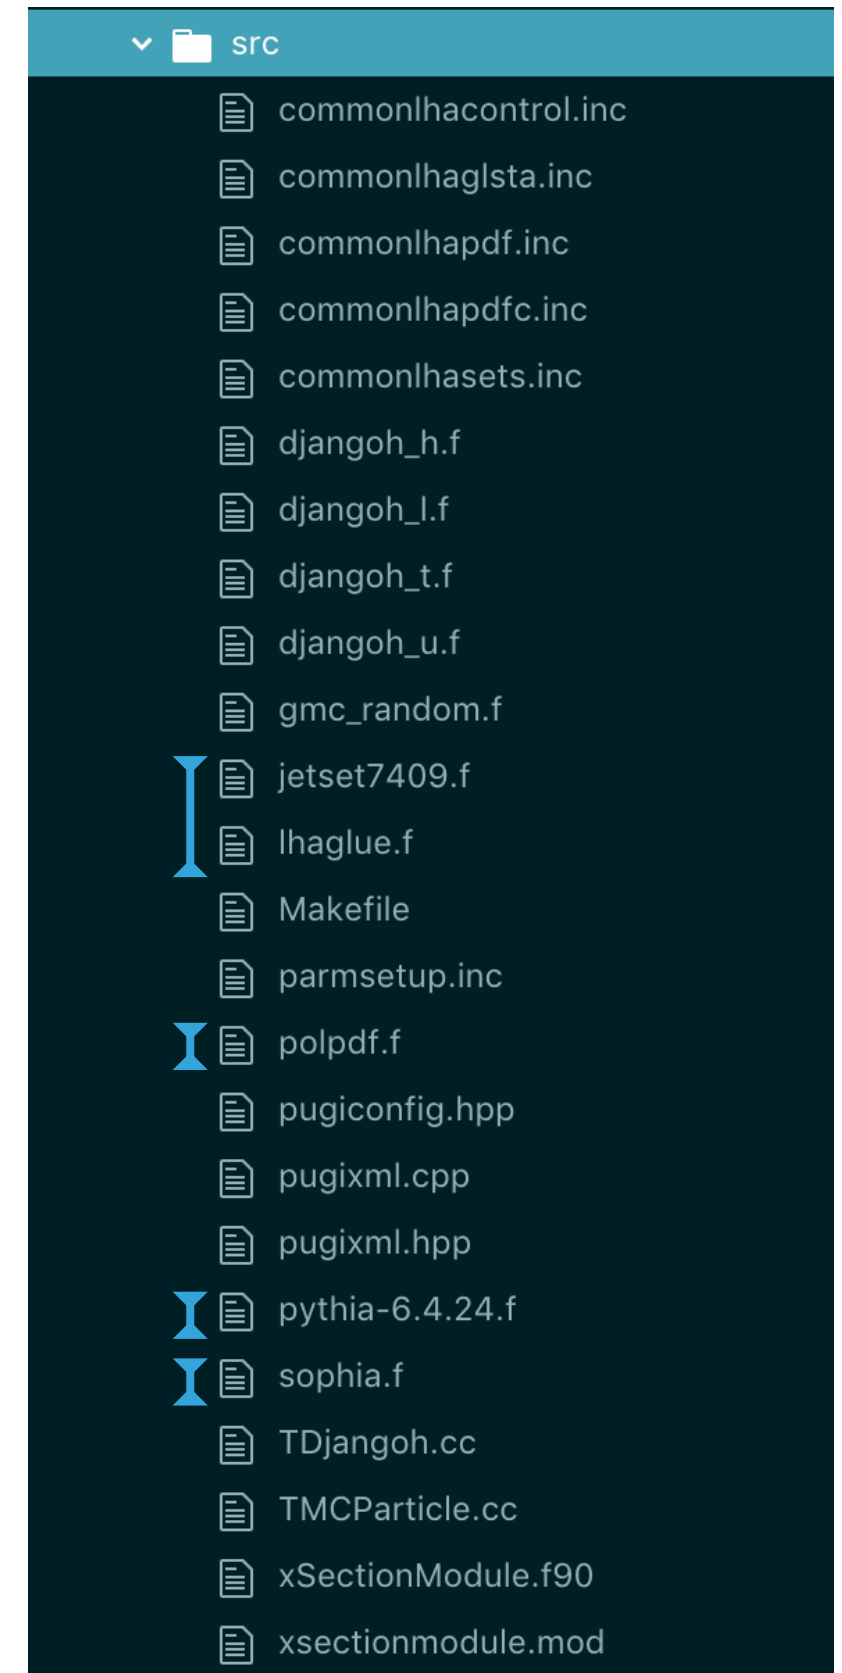 src
commonlhacontrol.inc
commonlhaglsta.inc
commonlhapdf.inc
commonlhapdfc.inc
commonlhasets.inc
djangoh_h.f
djangoh_l.f
djangoh_t.f
djangoh_u.f
gmc_random.f
jetset7409.f
lhaglue.f
Makefile
parmsetup.inc
polpdf.f
pugiconfig.hpp
pugixml.cpp
pugixml.hpp
pythia-6.4.24.f
sophia.f
TDjangoh.cc
TMCParticle.cc
xSectionModule.f90
xsectionmodule.mod